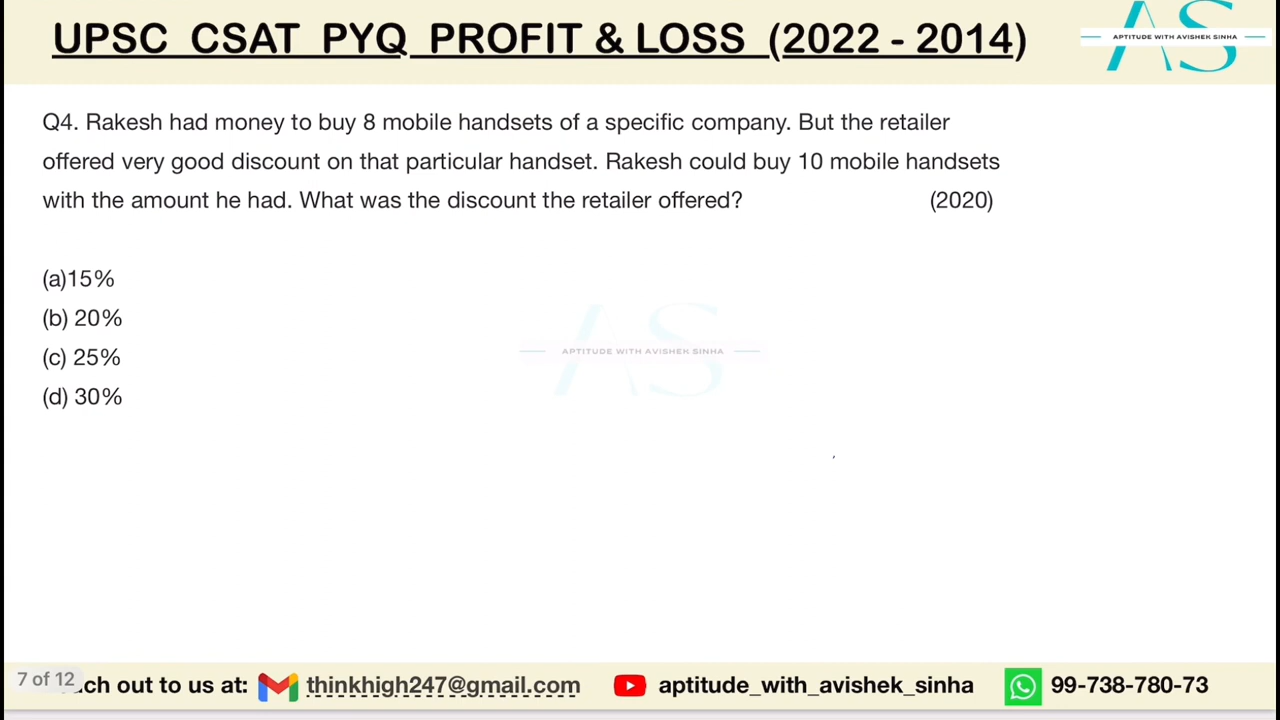 UPSC CSAT PYQ PROFIT & LOSS (2022 - 2014)
AS
APTITUDE WITH AVISHEK SINHA
Q4. Rakesh had money to buy 8 mobile handsets of a specific company. But the retailer
offered very good discount on that particular handset. Rakesh could buy 10 mobile handsets
with the amount he had. What was the discount the retailer offered? (2020)
(a)15%
(b) 20%
(c) 25%
(d) 30%
AS
APTITUDE WITH AVISHEK SINHA
7 of 12
out to us at: thinkhigh247@gmail.com aptitude_with_avishek_sinha 99-738-780-73